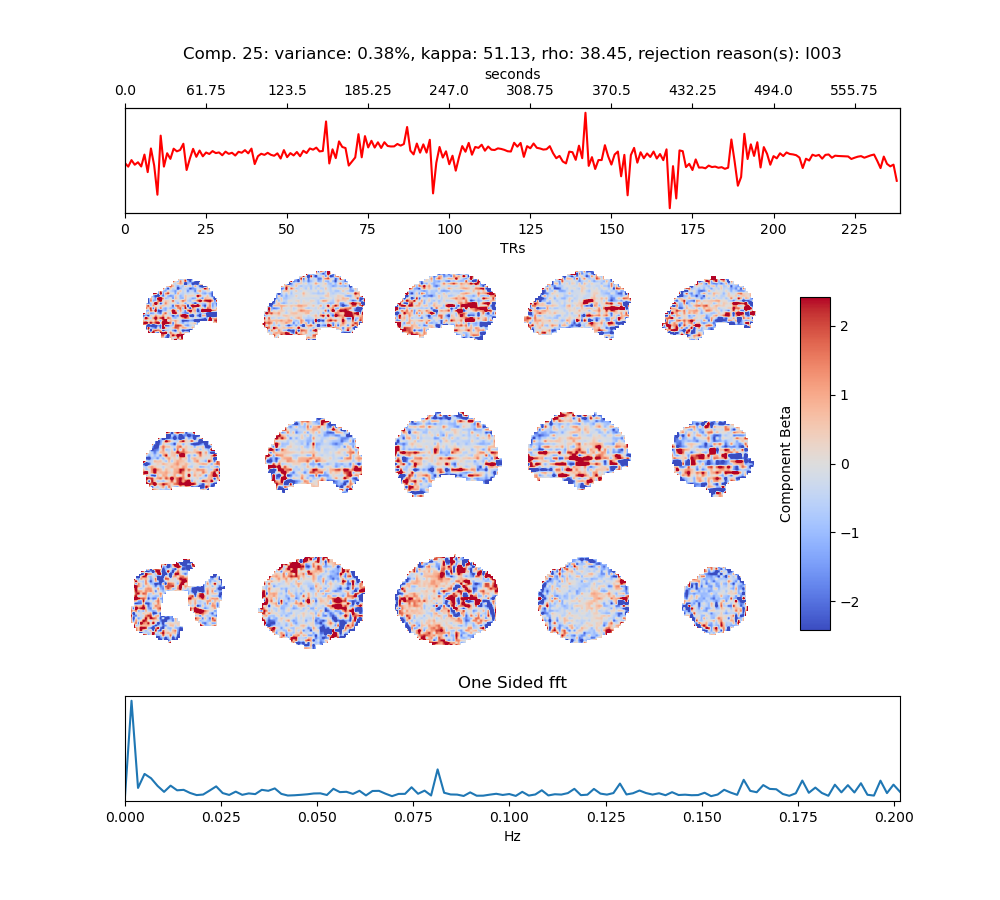 Comp. 25: variance: 0.38%, kappa: 51.13, rho: 38.45, rejection reason(s): I003
seconds
0.0 61.75 123.5 185.25 247.0 308.75 370.5 432.25 494.0 555.75
0 25 50 75 100 125 150 175 200 225
TRs
2
1
0
−1
−2
Component Beta
One Sided fft
0.000 0.025 0.050 0.075 0.100 0.125 0.150 0.175 0.200
Hz